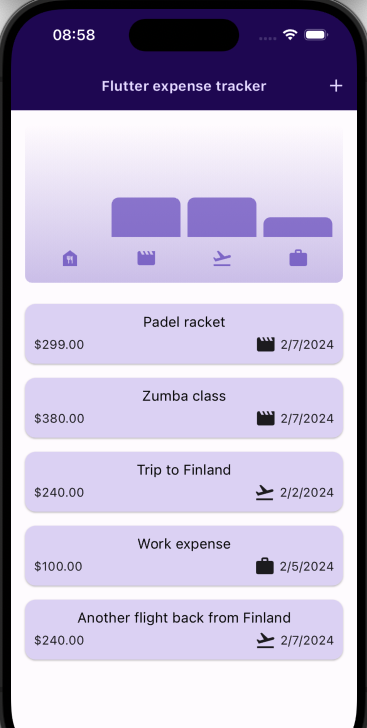 08:58
Flutter expense tracker +
Padel racket
$299.00 2/7/2024
Zumba class
$380.00 2/7/2024
Trip to Finland
$240.00 2/2/2024
Work expense
$100.00 2/5/2024
Another flight back from Finland
$240.00 2/7/2024